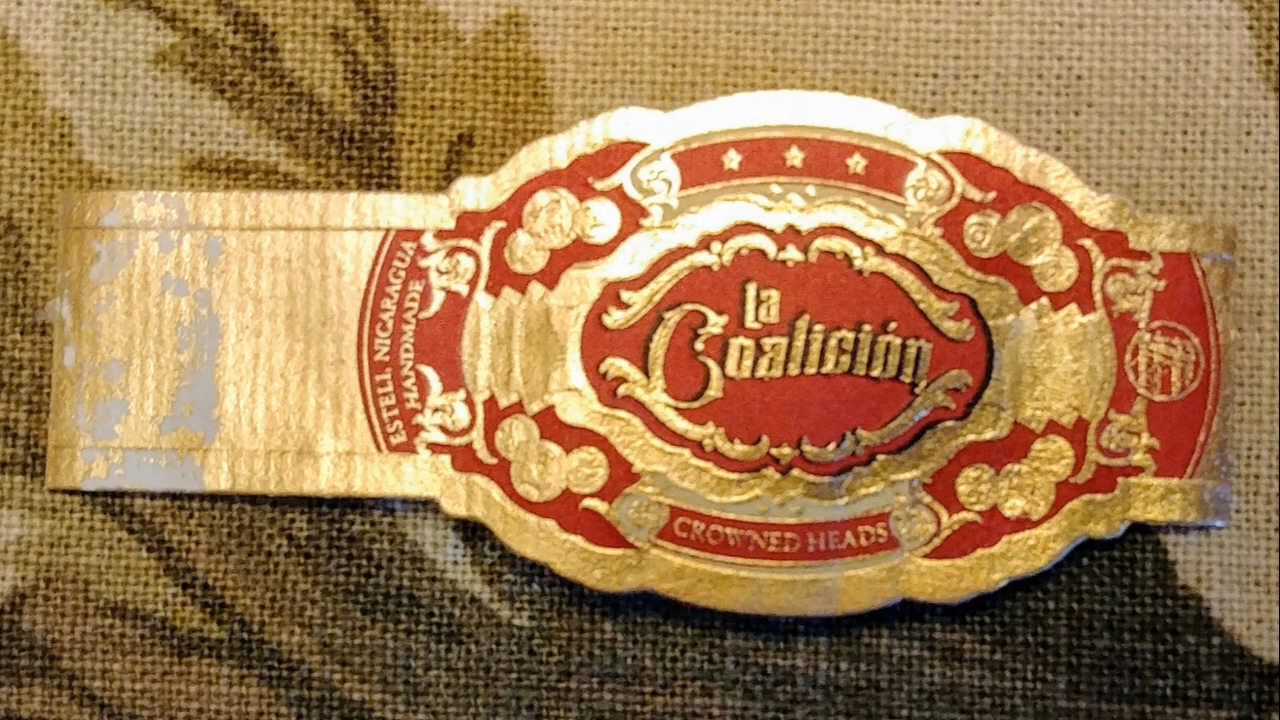 ESTELI, NICARAGUA
HANDMADE
la
Coalición
CROWNED HEADS